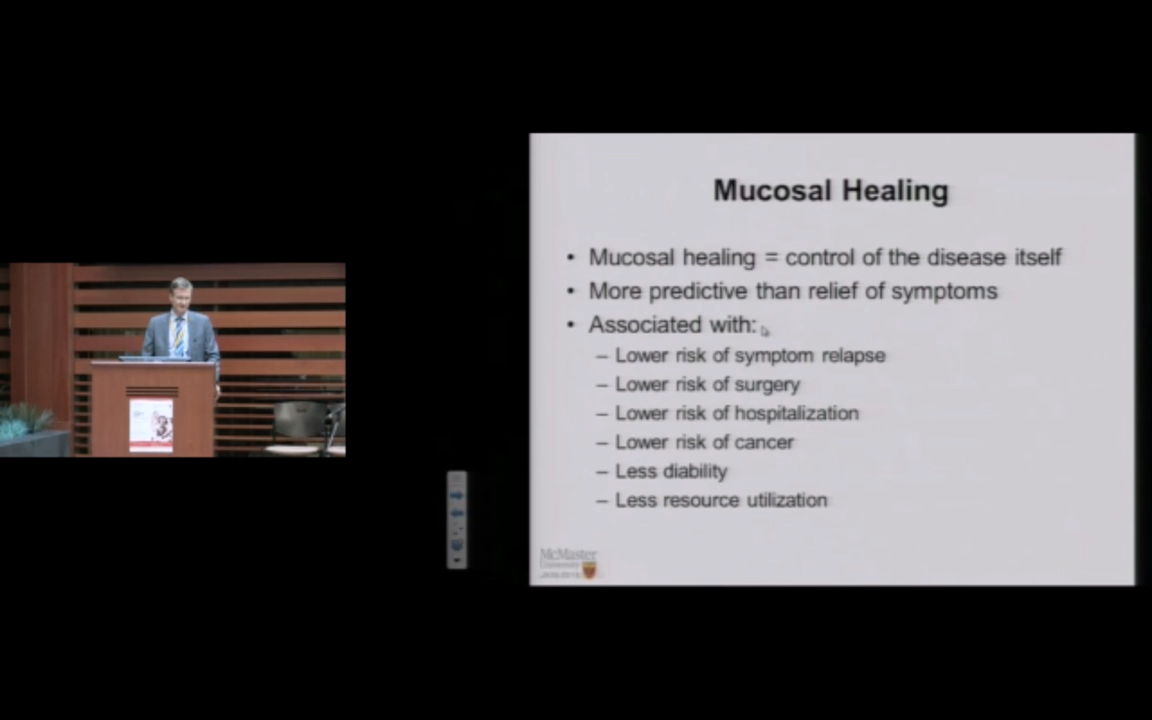 Mucosal Healing
• Mucosal healing = control of the disease itself
• More predictive than relief of symptoms
• Associated with:
– Lower risk of symptom relapse
– Lower risk of surgery
– Lower risk of hospitalization
– Lower risk of cancer
– Less diability
– Less resource utilization
McMaster
University